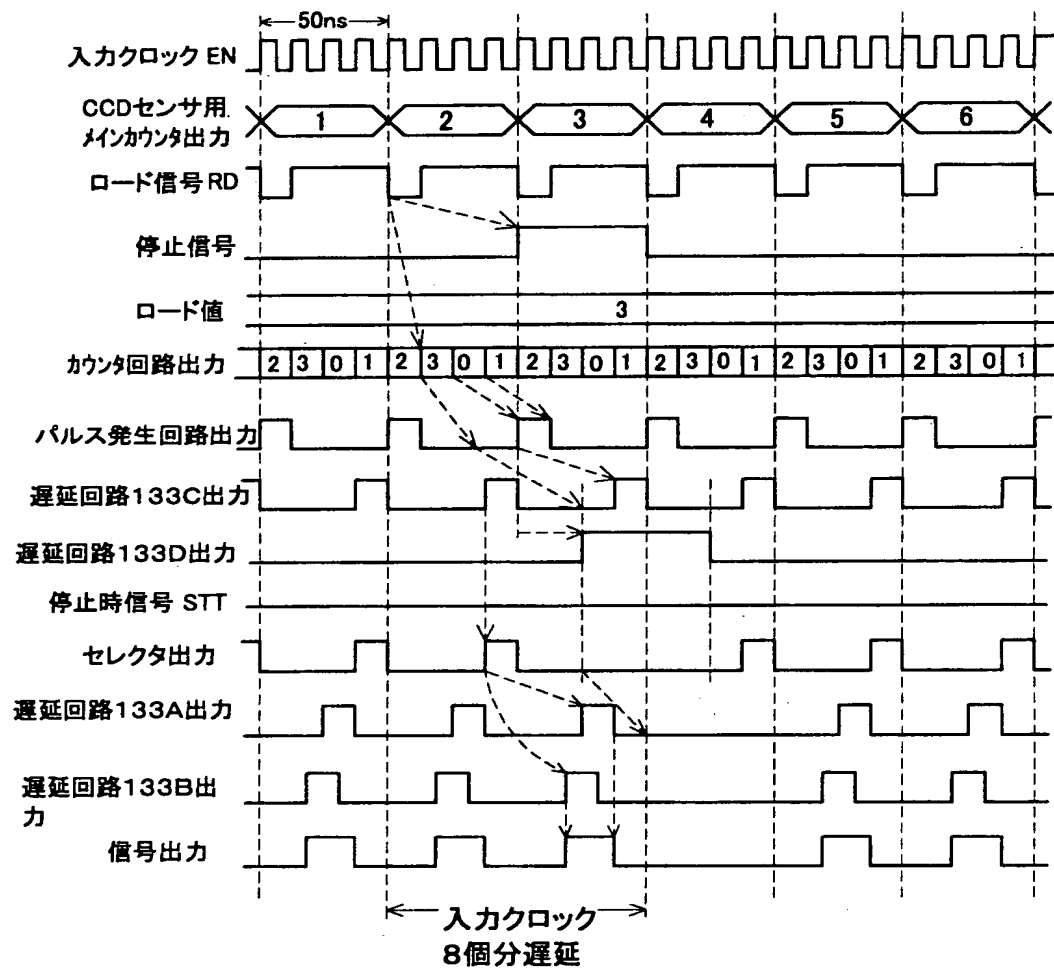 50ns
入力クロック EN
CCDセンサ用
メインカウンタ出力
1 2 3 4 5 6
ロード信号 RD
停止信号
ロード値
3
カウンタ回路出力
2 3 0 1 2 3 0 1 2 3 0 1 2 3 0 1 2 3 0 1 2 3 0 1
パルス発生回路出力
遅延回路133C出力
遅延回路133D出力
停止時信号 STT
セレクタ出力
遅延回路133A出力
遅延回路133B出
力
信号出力
入力クロック
8個分遅延